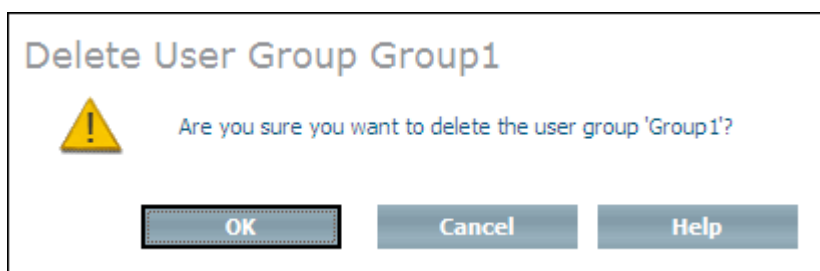 Delete User Group Group1
Are you sure you want to delete the user group 'Group1'?
OK Cancel Help